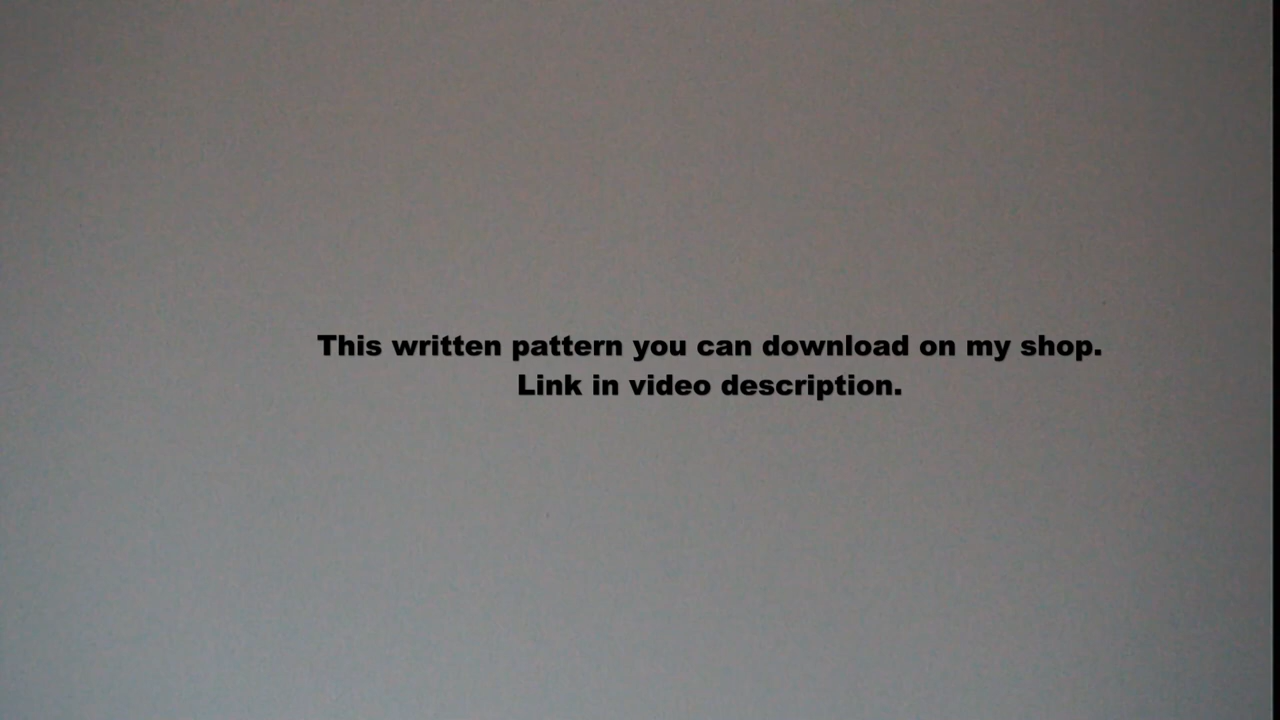 This written pattern you can download on my shop.
Link in video description.